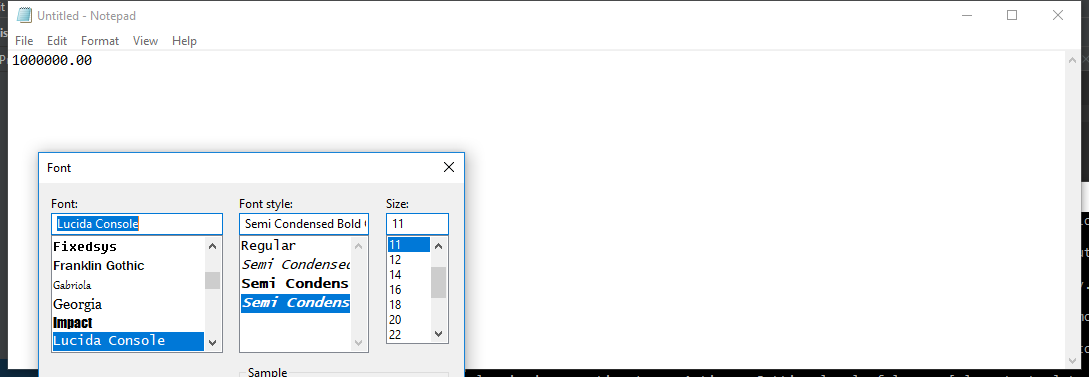 Untitled - Notepad
File Edit Format View Help
1000000.00
Font
Font: Font style: Size:
Lucida Console Semi Condensed Bold 11
Fixedsys Regular 11
Franklin Gothic Semi Condensed 12
Gabriola Semi Condens 14
Georgia Semi Condens 16
Impact 18
Lucida Console 20
22
Sample